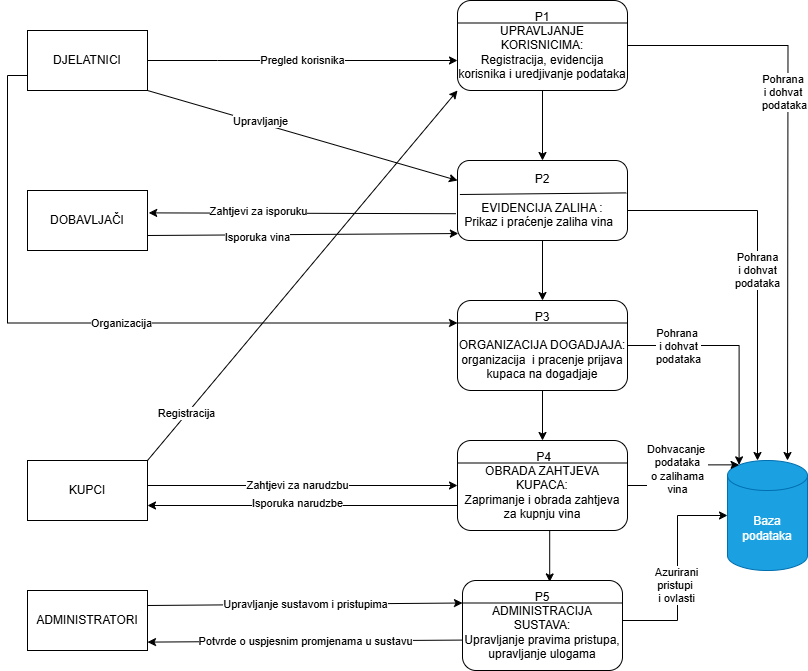 P1
UPRAVLJANJE
KORISNICIMA:
Registracija, evidencija
korisnika i uredjivanje podataka
DJELATNICI
Pregled korisnika
Pohrana
i dohvat
podataka
Upravljanje
P2
EVIDENCIJA ZALIHA :
Prikaz i praćenje zaliha vina
DOBAVLJAČI
Zahtjevi za isporuku
Isporuka vina
Pohrana
i dohvat
podataka
Organizacija
P3
ORGANIZACIJA DOGADJAJA:
organizacija i pracenje prijava
kupaca na dogadjaje
Pohrana
i dohvat
podataka
Registracija
KUPCI
Zahtjevi za narudzbu
Isporuka narudzbe
P4
OBRADA ZAHTJEVA
KUPACA:
Zaprimanje i obrada zahtjeva
za kupnju vina
Dohvacanje
podataka
o zalihama
vina
Baza
podataka
ADMINISTRATORI
Upravljanje sustavom i pristupima
Potvrde o uspjesnim promjenama u sustavu
P5
ADMINISTRACIJA
SUSTAVA:
Upravljanje pravima pristupa,
upravljanje ulogama
Azurirani
pristupi
i ovlasti